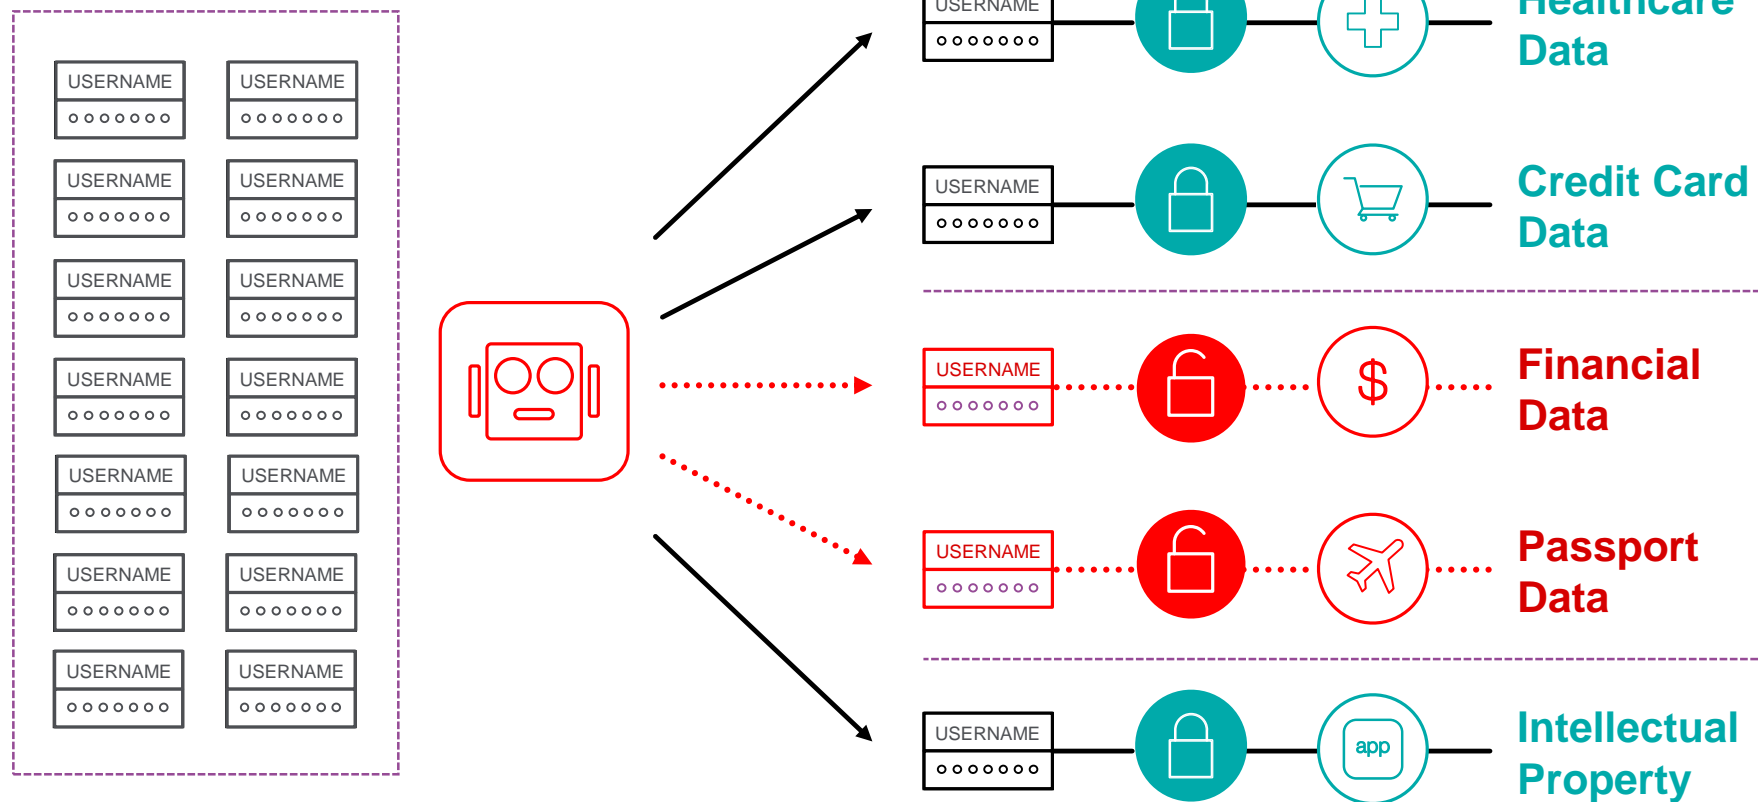 USERNAME USERNAME
USERNAME USERNAME
USERNAME USERNAME
USERNAME USERNAME
USERNAME USERNAME
USERNAME USERNAME
USERNAME USERNAME
USERNAME
Healthcare
Data
USERNAME
Credit Card
Data
USERNAME
$
Financial
Data
USERNAME
Passport
Data
USERNAME
app
Intellectual
Property